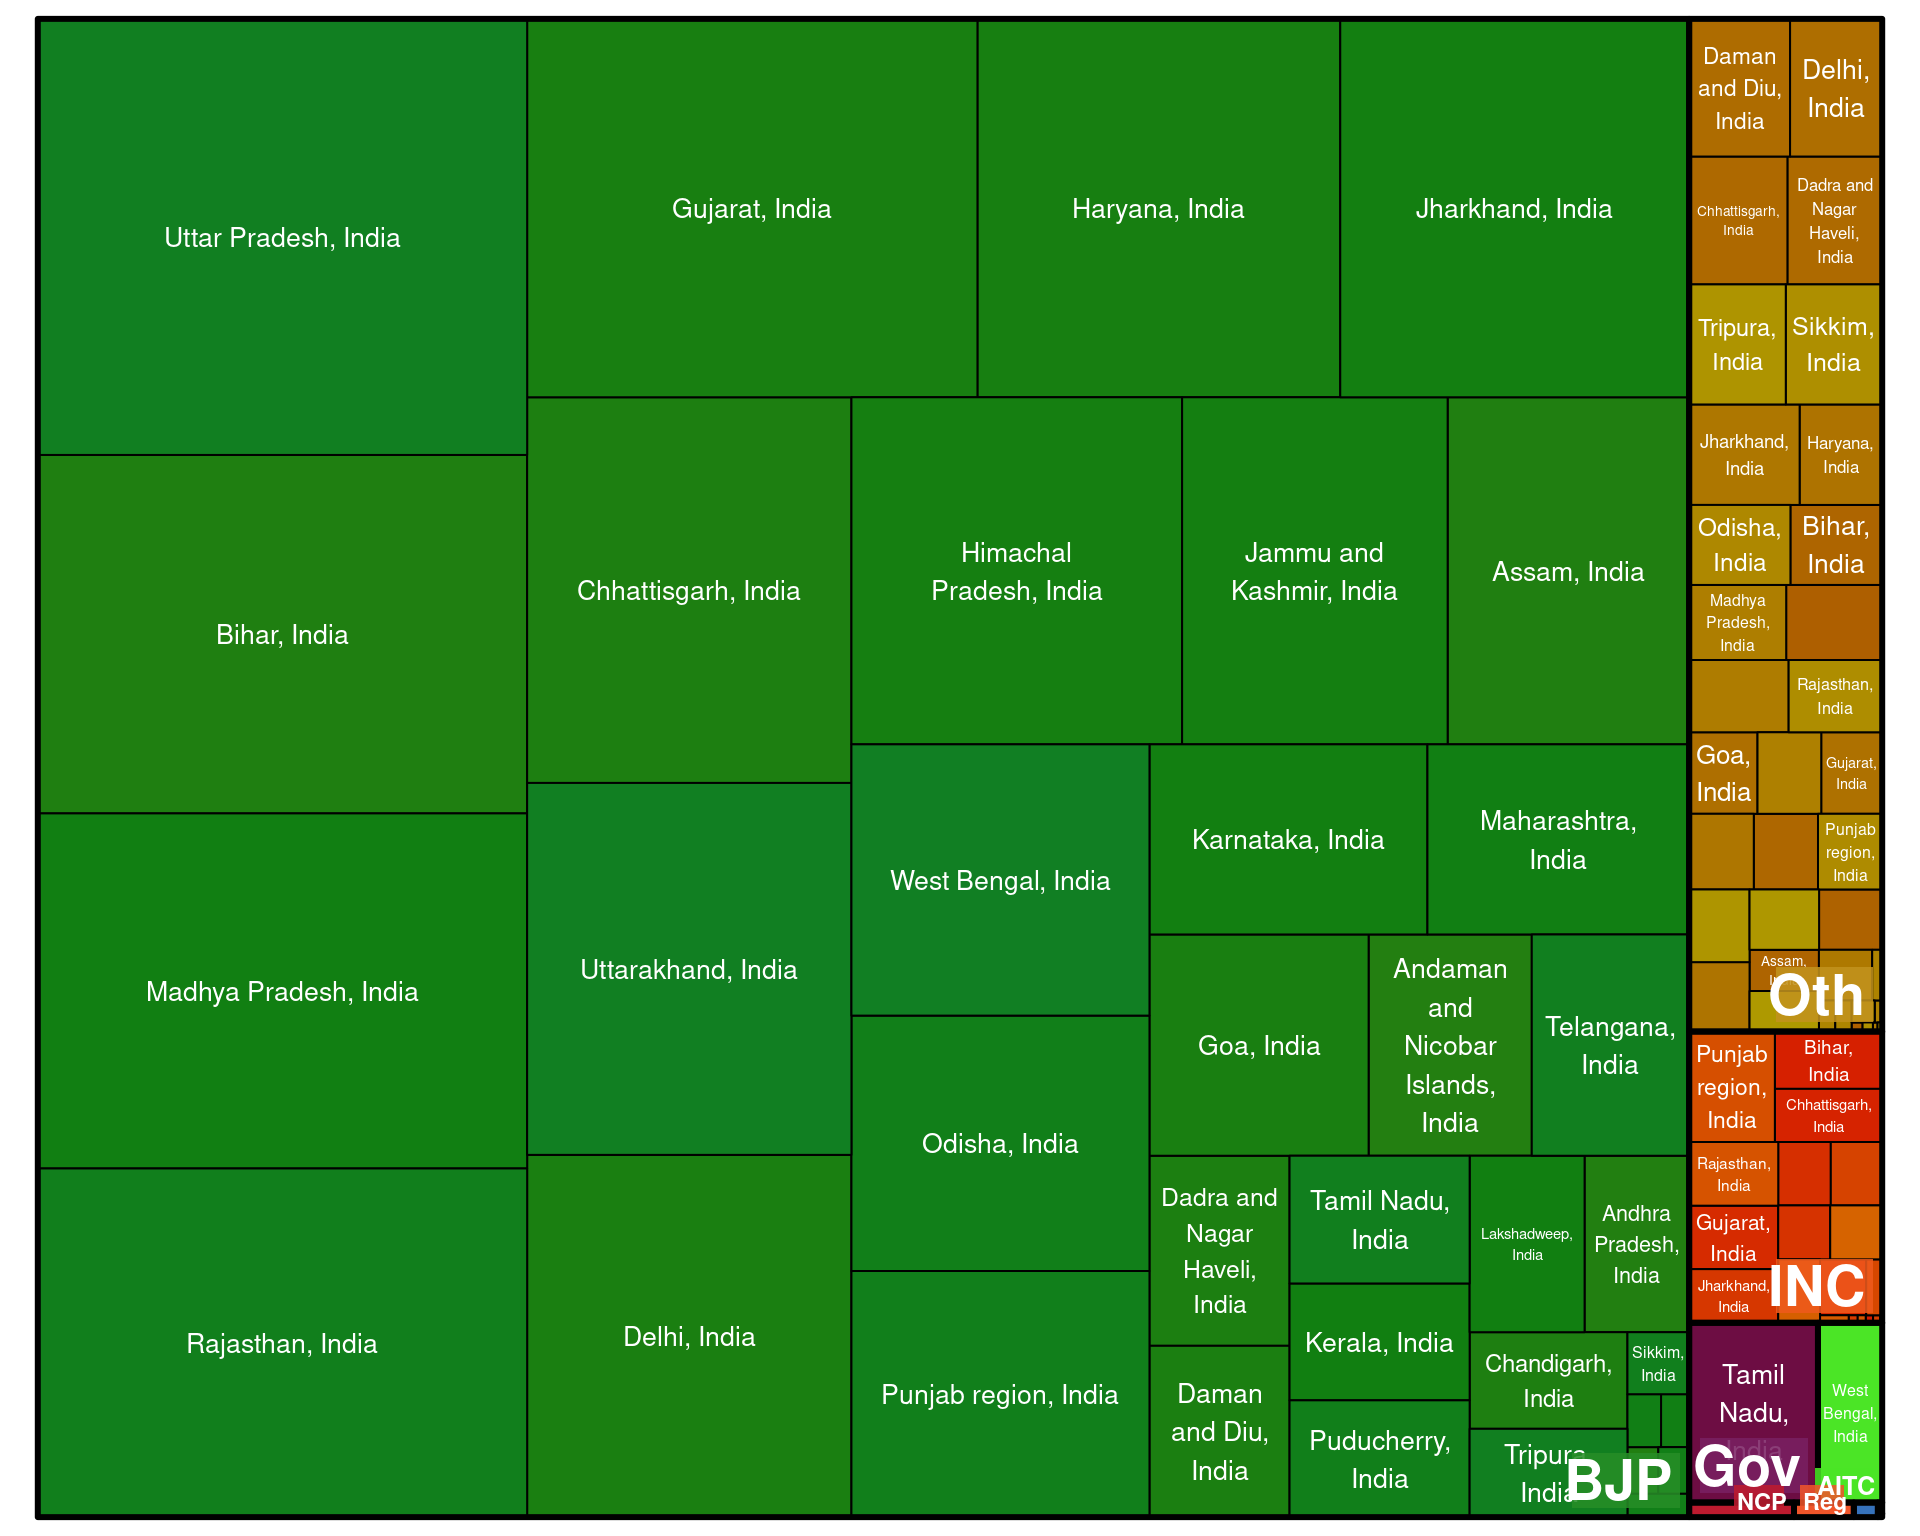 Uttar Pradesh, India
Bihar, India
Madhya Pradesh, India
Rajasthan, India
Gujarat, India
Haryana, India
Jharkhand, India
Chhattisgarh, India
Himachal
Pradesh, India
Jammu and
Kashmir, India
Assam, India
Uttarakhand, India
Delhi, India
West Bengal, India
Odisha, India
Punjab region, India
Karnataka, India
Maharashtra,
India
Goa, India
Andaman
and
Nicobar
Islands,
India
Telangana,
India
Dadra and
Nagar
Haveli,
India
Daman
and Diu,
India
Tamil Nadu,
India
Kerala, India
Puducherry,
India
Lakshadweep,
India
Andhra
Pradesh,
India
Chandigarh,
India
Sikkim,
India
Tripura
India
BJP
Daman
and Diu,
India
Delhi,
India
Chhattisgarh,
India
Dadra and
Nagar
Haveli,
India
Tripura,
India
Sikkim,
India
Jharkhand,
India
Haryana,
India
Odisha,
India
Bihar,
India
Madhya
Pradesh,
India
Rajasthan,
India
Goa,
India
Gujarat,
India
Punjab
region,
India
Assam,
Oth
Punjab
region,
India
Bihar,
India
Chhattisgarh,
India
Rajasthan,
India
Gujarat,
India
Jharkhand,
India
INC
Tamil
Nadu,
India
Gov
West
Bengal,
India
AITC
NCP
Reg